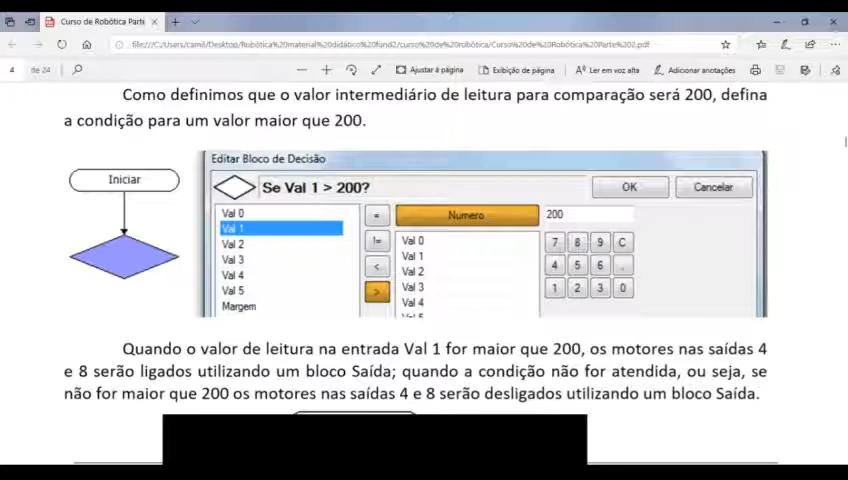 Curso de Robótica Parte
file:///C:/Users/camil/Desktop/Robótica%20material%20didático%20fund2/curso%20de%20robótica/Curso%20de%20Robótica%20Parte%202.pdf
4 de 24
Ajustar à página
Exibição de página
Ler em voz alta
Adicionar anotações
Como definimos que o valor intermediário de leitura para comparação será 200, defina
a condição para um valor maior que 200.
Editar Bloco de Decisão
Iniciar
Se Val 1 > 200?
OK
Cancelar
Val 0
Val 1
Val 2
Val 3
Val 4
Val 5
Margem
=
!=
<
>
Numero
200
Val 0
Val 1
Val 2
Val 3
Val 4
7 8 9 C
4 5 6 .
1 2 3 0
Quando o valor de leitura na entrada Val 1 for maior que 200, os motores nas saídas 4
e 8 serão ligados utilizando um bloco Saída; quando a condição não for atendida, ou seja, se
não for maior que 200 os motores nas saídas 4 e 8 serão desligados utilizando um bloco Saída.